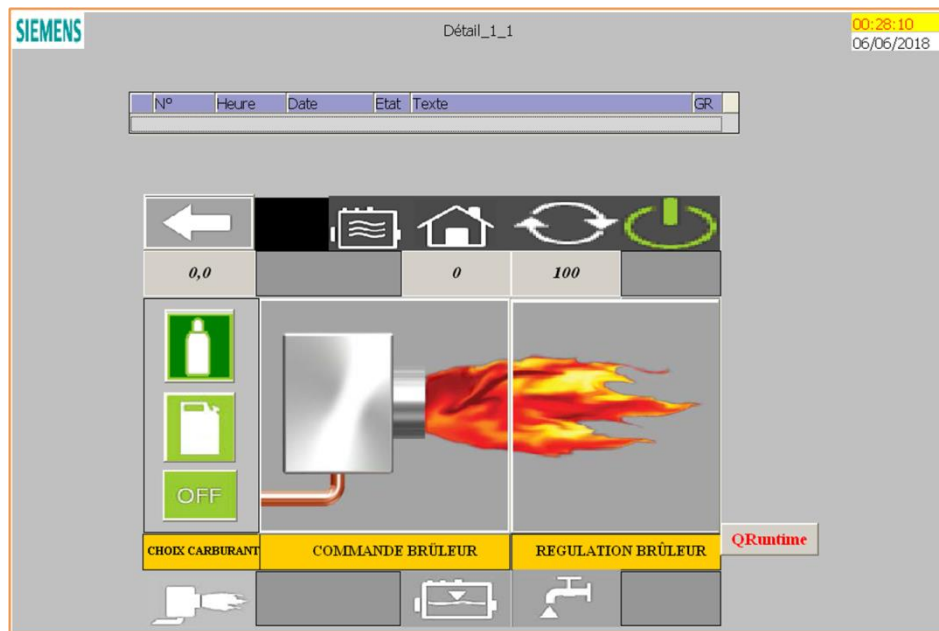 SIEMENS
Détail_1_1
00:28:10
06/06/2018
N° Heure Date Etat Texte GR
0,0 0 100
OFF
CHOIX CARBURANT COMMANDE BRÜLEUR REGULATION BRÛLEUR
QRuntime